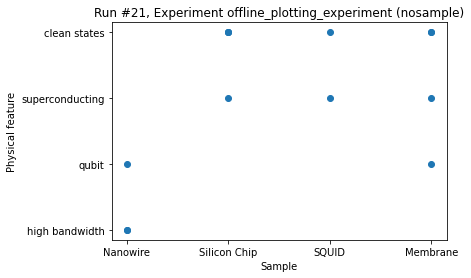 Run #21, Experiment offline_plotting_experiment (nosample)
clean states
superconducting
qubit
high bandwidth
Physical feature
Nanowire Silicon Chip SQUID Membrane
Sample